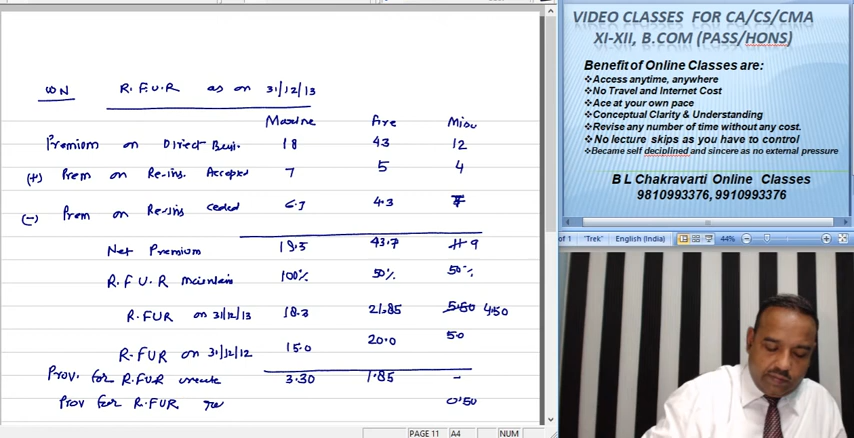 WN R.F.U.R as on 31/12/13
Marine Fire Misc
Premium on Direct Busi. 18 43 12
(+) Prem on Re-ins. Accepted 7 5 4
(-) Prem on Re-ins ceded 6.7 4.3 7
Net Premium 18.3 43.7 9
R.F.U.R maintain 100% 50% 50%
R.FUR on 31/12/13 18.3 21.85 5.50 4.50
R.FUR on 31/12/12 15.0 20.0 5.0
Prov. for R.F.U.R create 3.30 1.85 -
Prov for R.FUR 0.50
PAGE 11 A4 NUM
VIDEO CLASSES FOR CA/CS/CMA
XI-XII, B.COM (PASS/HONS)
Benefit of Online Classes are:
❖Access anytime, anywhere
❖No Travel and Internet Cost
❖Ace at your own pace
❖Conceptual Clarity & Understanding
❖Revise any number of time without any cost.
❖No lecture skips as you have to control
❖Became self deciplined and sincere as no external pressure
B L Chakravarti Online Classes
9810993376, 9910993376
of 1 'Trek' English (India) 44%